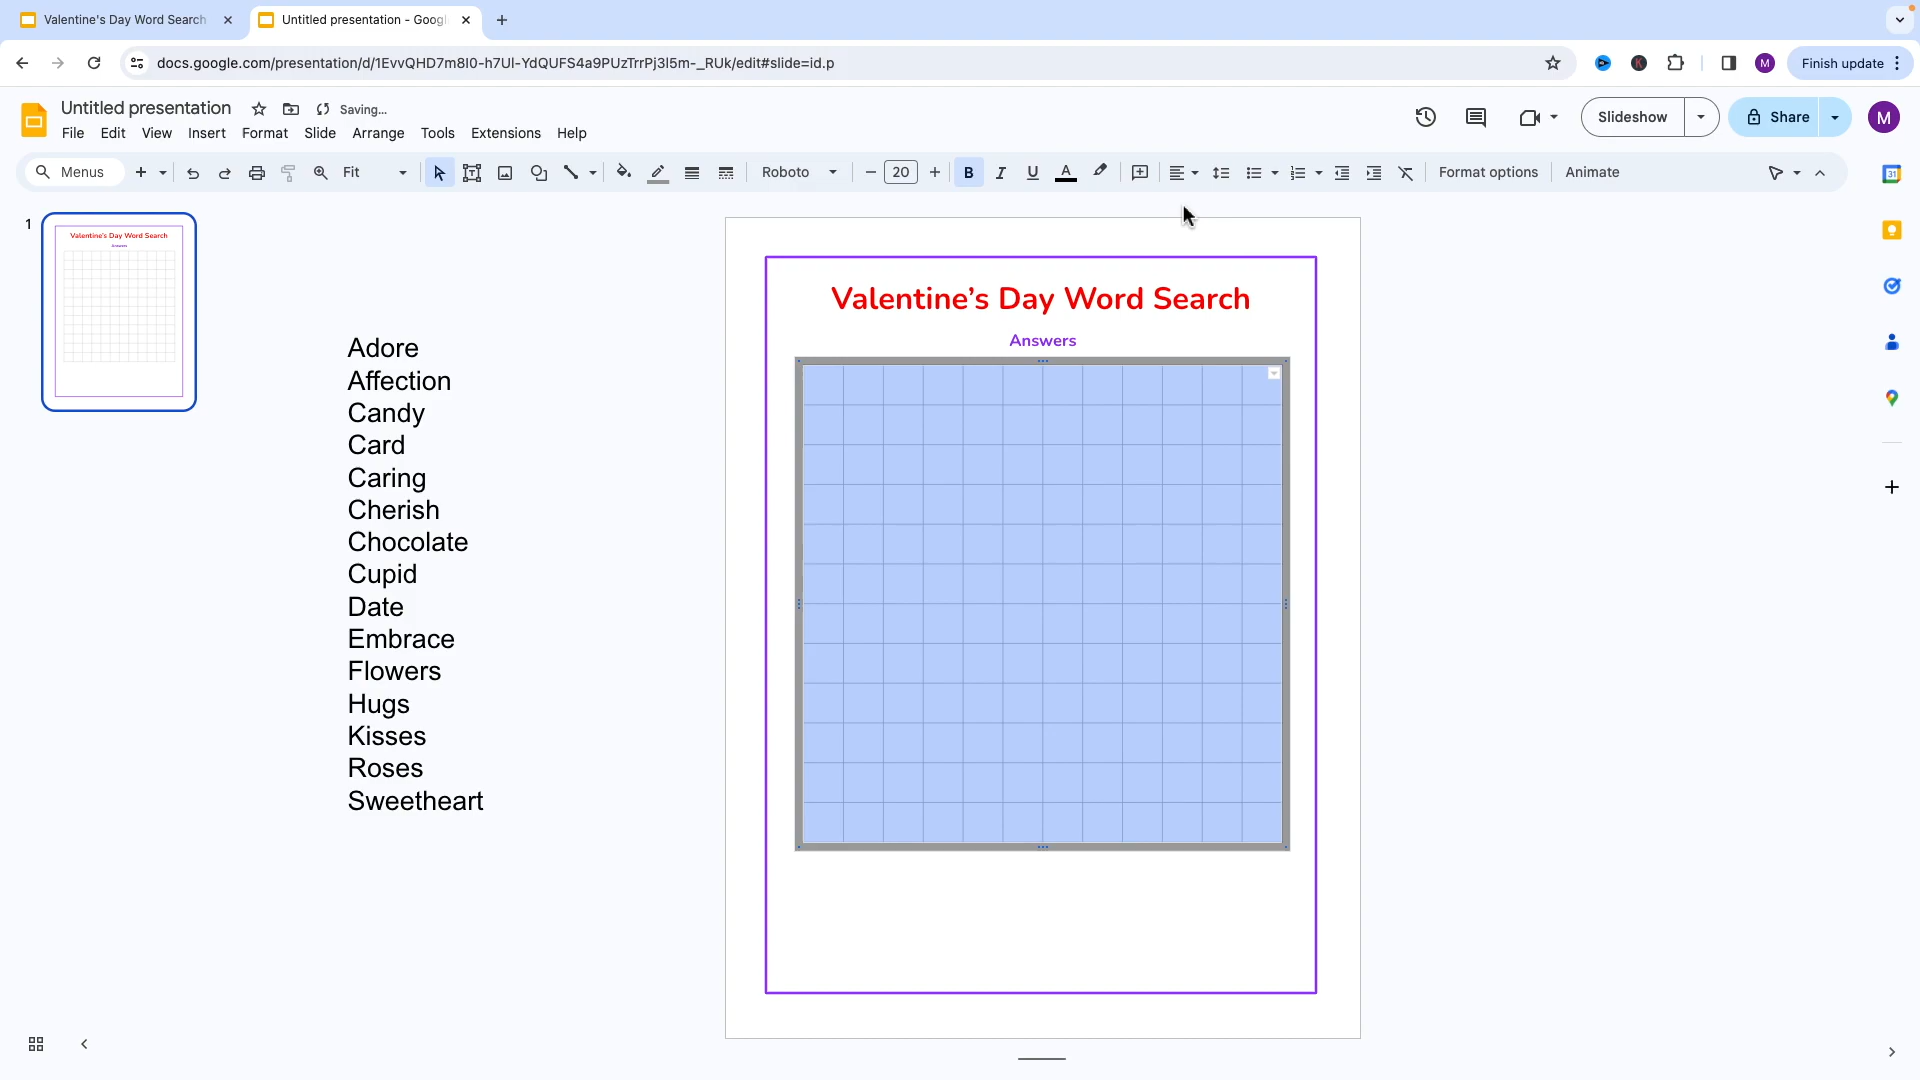 Valentine's Day Word Search
Untitled presentation - Googl
docs.google.com/presentation/d/1EvvQHD7m8I0-h7UI-YdQUFS4a9PUzTrrPj3I5m-_RUk/edit#slide=id.p
M
Finish update
Untitled presentation
Saving...
File Edit View Insert Format Slide Arrange Tools Extensions Help
Slideshow
Share
M
Menus
Fit
Roboto
20
B
I
U
A
Format options
Animate
31
1
Valentine's Day Word Search
Answers
Valentine’s Day Word Search
Answers
Adore
Affection
Candy
Card
Caring
Cherish
Chocolate
Cupid
Date
Embrace
Flowers
Hugs
Kisses
Roses
Sweetheart